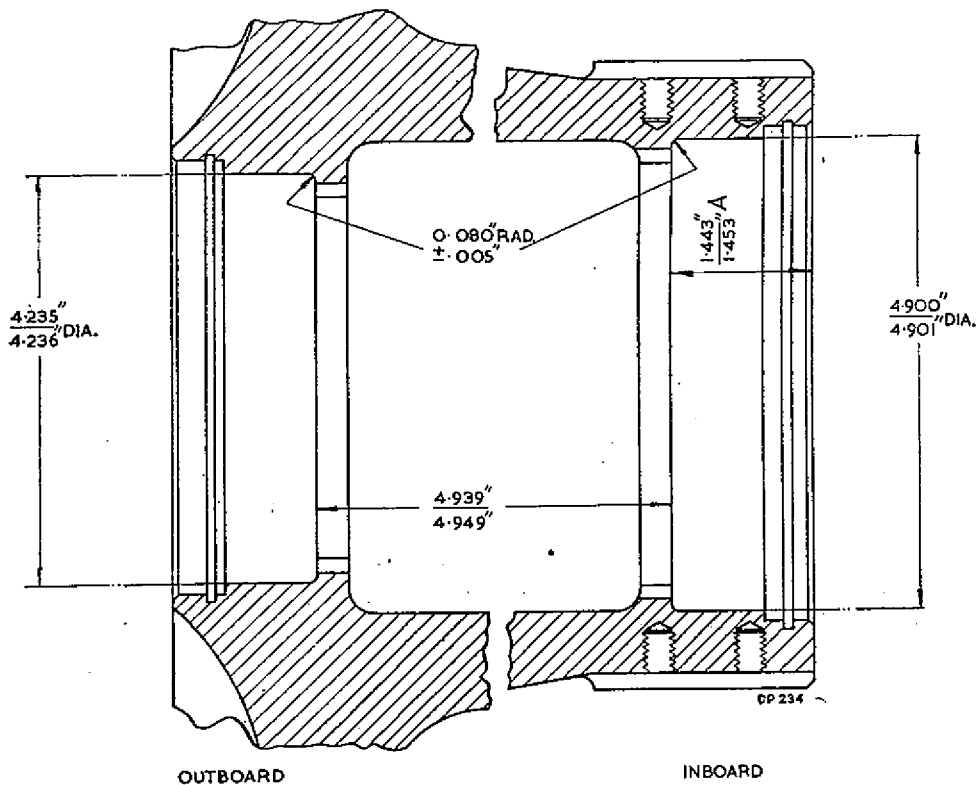 0·080" RAD.
±·005"
1·443"
1·453" A
4·235"
4·236" DIA.
4·900"
4·901" DIA.
4·939"
4·949"
DP 234
OUTBOARD
INBOARD